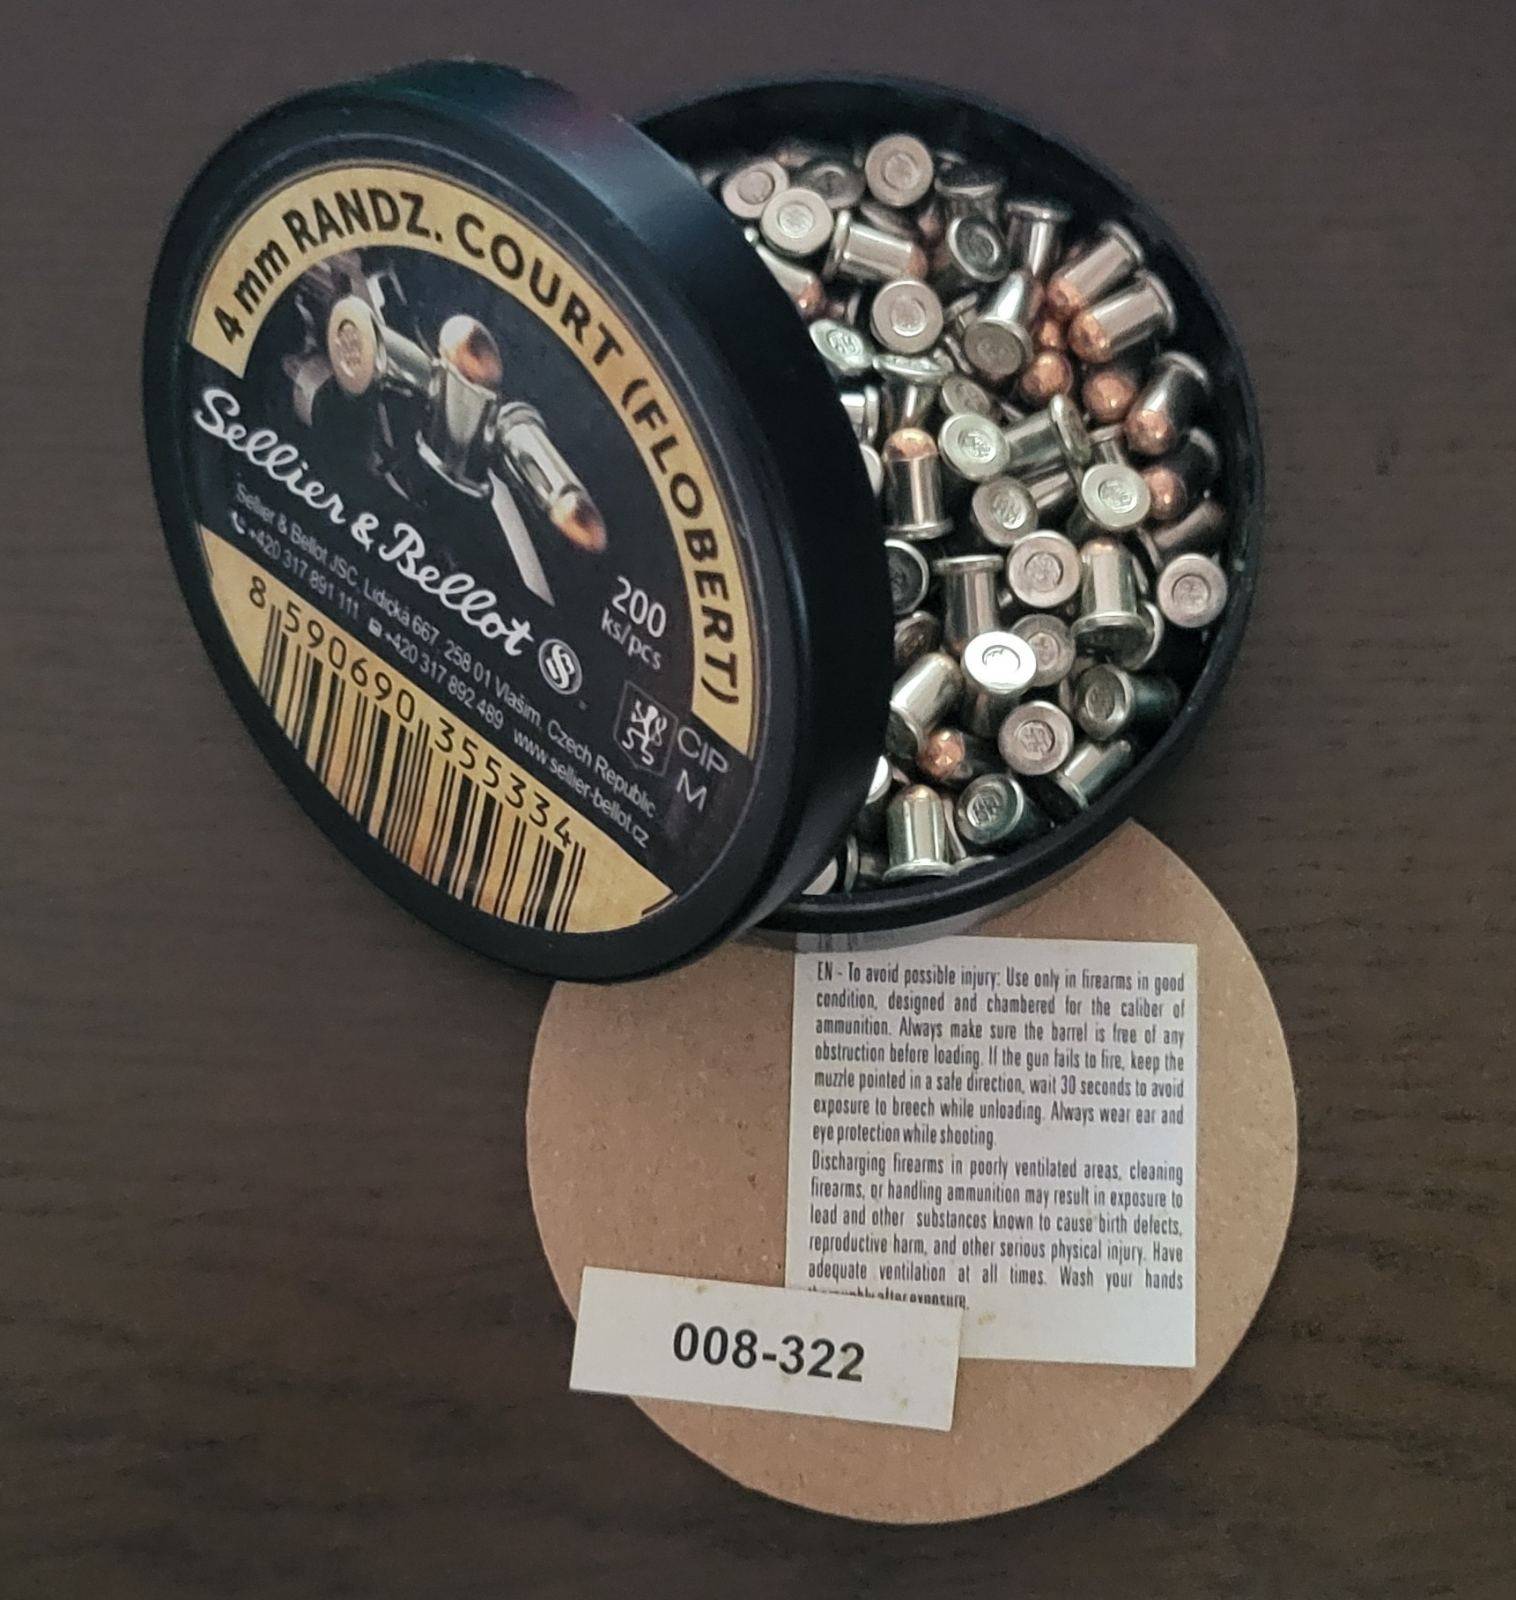 4 mm RANDZ. COURT (FLOBERT)
Sellier & Bellot
200
ks/pcs
Sellier & Bellot JSC, Lidická 667, 258 01 Vlašim, Czech Republic
+420 317 891 111 +420 317 892 489 www.sellier-bellot.cz
CIP
M
8 590690 355334
EN - To avoid possible injury: Use only in firearms in good
condition, designed and chambered for the caliber of
ammunition. Always make sure the barrel is free of any
obstruction before loading. If the gun fails to fire, keep the
muzzle pointed in a safe direction, wait 30 seconds to avoid
exposure to breech while unloading. Always wear ear and
eye protection while shooting.
Discharging firearms in poorly ventilated areas, cleaning
firearms, or handling ammunition may result in exposure to
lead and other substances known to cause birth defects,
reproductive harm, and other serious physical injury. Have
adequate ventilation at all times. Wash your hands
after exposure.
008-322